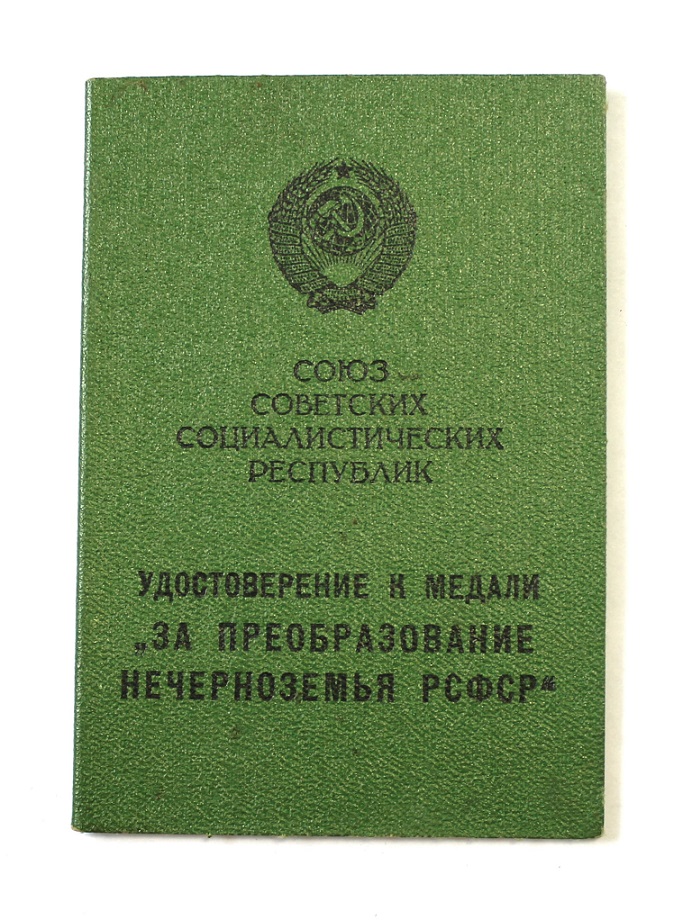 СОЮЗ
СОВЕТСКИХ
СОЦИАЛИСТИЧЕСКИХ
РЕСПУБЛИК
УДОСТОВЕРЕНИЕ К МЕДАЛИ
„ЗА ПРЕОБРАЗОВАНИЕ
НЕЧЕРНОЗЕМЬЯ РСФСР“